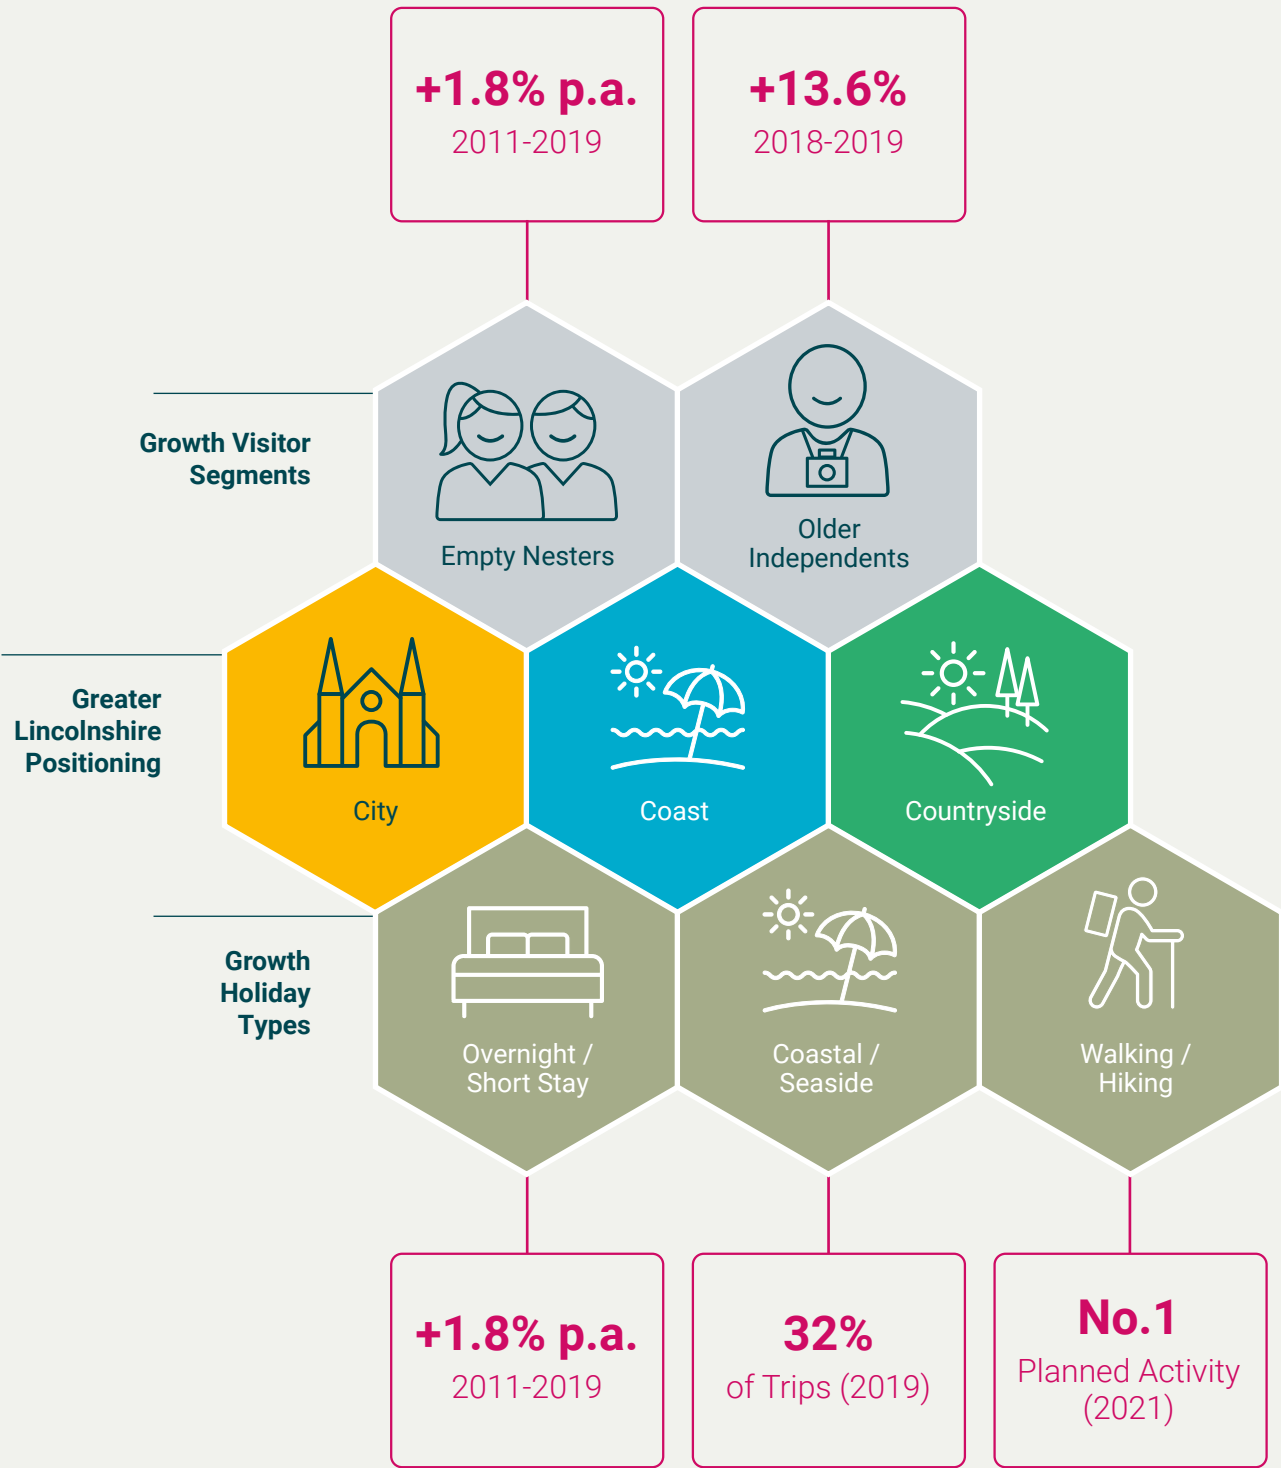 +1.8% p.a.
2011-2019
+13.6%
2018-2019
Growth Visitor
Segments
Empty Nesters
Older
Independents
Greater
Lincolnshire
Positioning
City
Coast
Countryside
Growth
Holiday
Types
Overnight /
Short Stay
Coastal /
Seaside
Walking /
Hiking
+1.8% p.a.
2011-2019
32%
of Trips (2019)
No.1
Planned Activity
(2021)